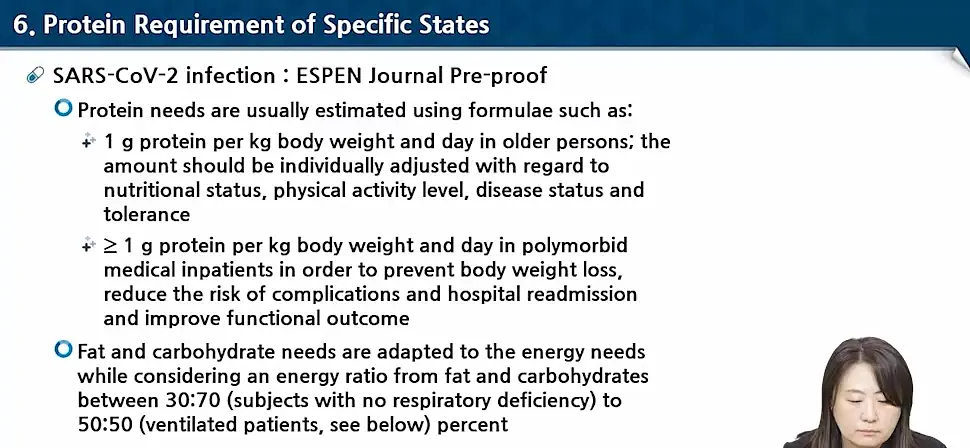 6. Protein Requirement of Specific States
SARS-CoV-2 infection : ESPEN Journal Pre-proof
Protein needs are usually estimated using formulae such as:
1 g protein per kg body weight and day in older persons; the
amount should be individually adjusted with regard to
nutritional status, physical activity level, disease status and
tolerance
≥ 1 g protein per kg body weight and day in polymorbid
medical inpatients in order to prevent body weight loss,
reduce the risk of complications and hospital readmission
and improve functional outcome
Fat and carbohydrate needs are adapted to the energy needs
while considering an energy ratio from fat and carbohydrates
between 30:70 (subjects with no respiratory deficiency) to
50:50 (ventilated patients, see below) percent